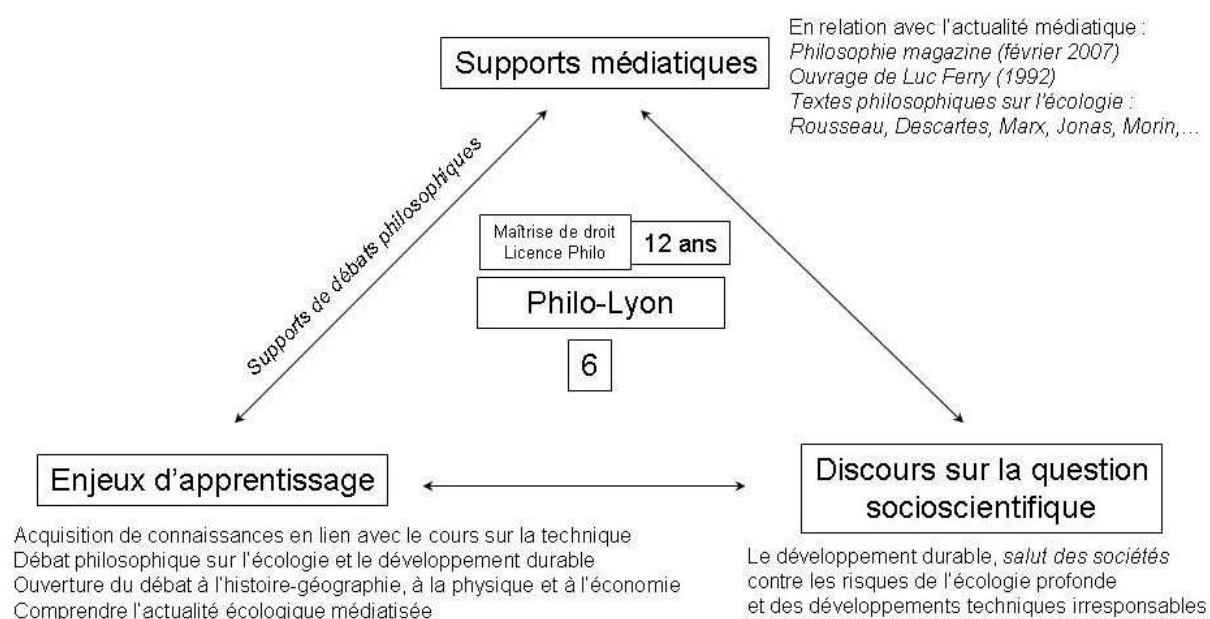 Supports médiatiques
En relation avec l'actualité médiatique :
Philosophie magazine (février 2007)
Ouvrage de Luc Ferry (1992)
Textes philosophiques sur l'écologie :
Rousseau, Descartes, Marx, Jonas, Morin,...
Supports de débats philosophiques
Maîtrise de droit
Licence Philo
12 ans
Philo-Lyon
6
Enjeux d'apprentissage
Acquisition de connaissances en lien avec le cours sur la technique
Débat philosophique sur l'écologie et le développement durable
Ouverture du débat à l'histoire-géographie, à la physique et à l'économie
Comprendre l'actualité écologique médiatisée
Discours sur la question
socioscientifique
Le développement durable, salut des sociétés
contre les risques de l'écologie profonde
et des développements techniques irresponsables